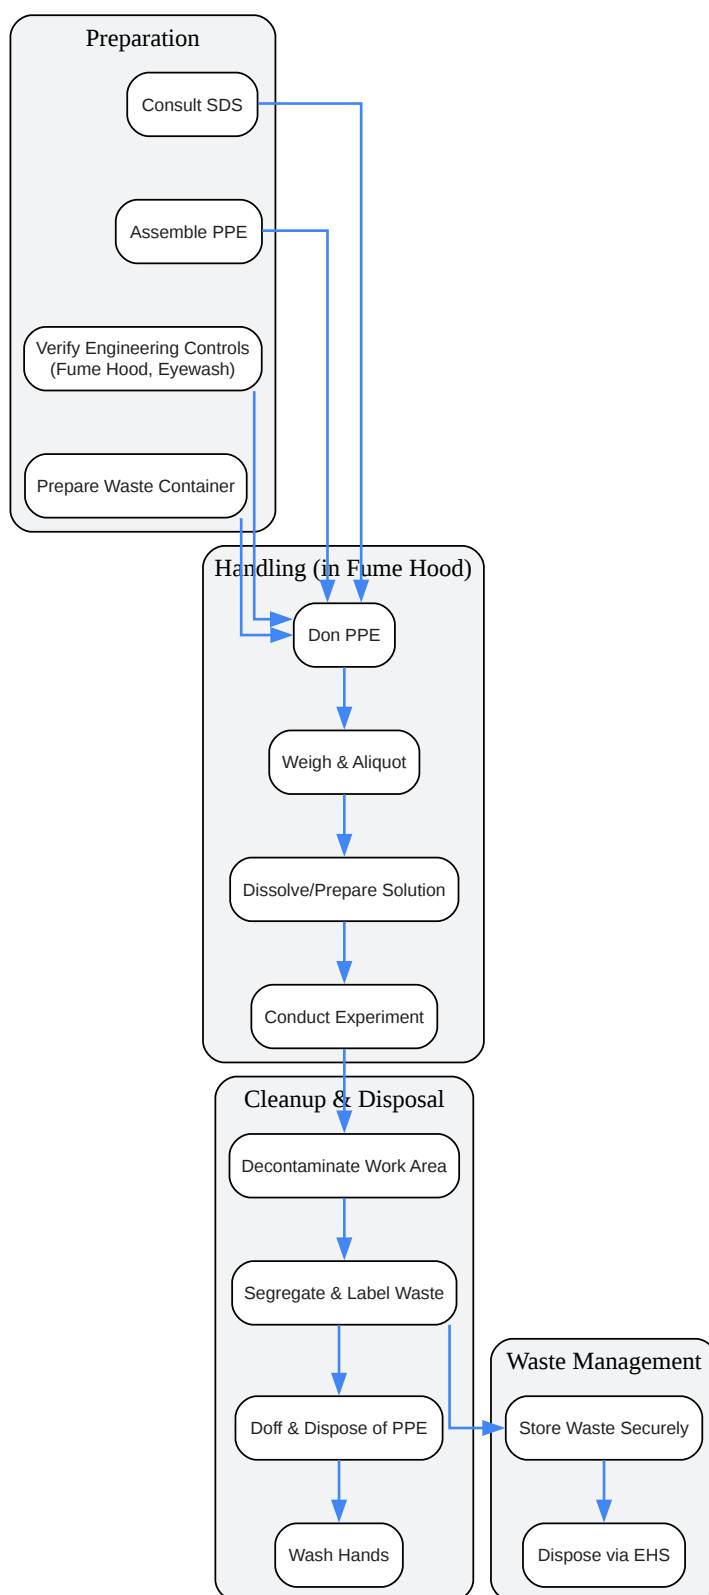 Preparation
Consult SDS
Assemble PPE
Verify Engineering Controls
(Fume Hood, Eyewash)
Prepare Waste Container
Handling (in Fume Hood)
Don PPE
Weigh & Aliquot
Dissolve/Prepare Solution
Conduct Experiment
Cleanup & Disposal
Decontaminate Work Area
Segregate & Label Waste
Doff & Dispose of PPE
Wash Hands
Waste Management
Store Waste Securely
Dispose via EHS